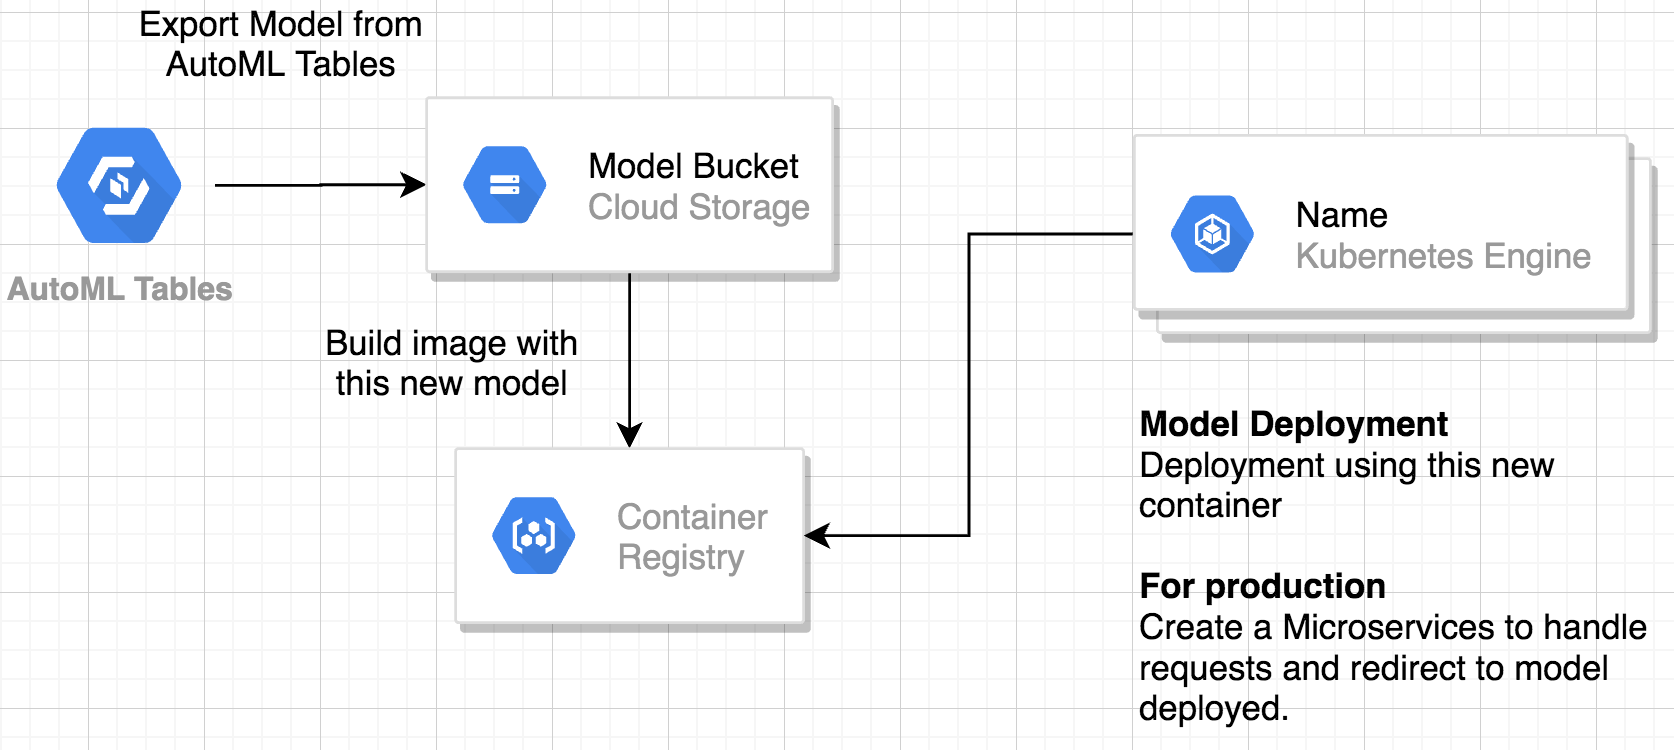 Export Model from
AutoML Tables
AutoML Tables
Model Bucket
Cloud Storage
Build image with
this new model
Container
Registry
Name
Kubernetes Engine
Model Deployment
Deployment using this new
container
For production
Create a Microservices to handle
requests and redirect to model
deployed.